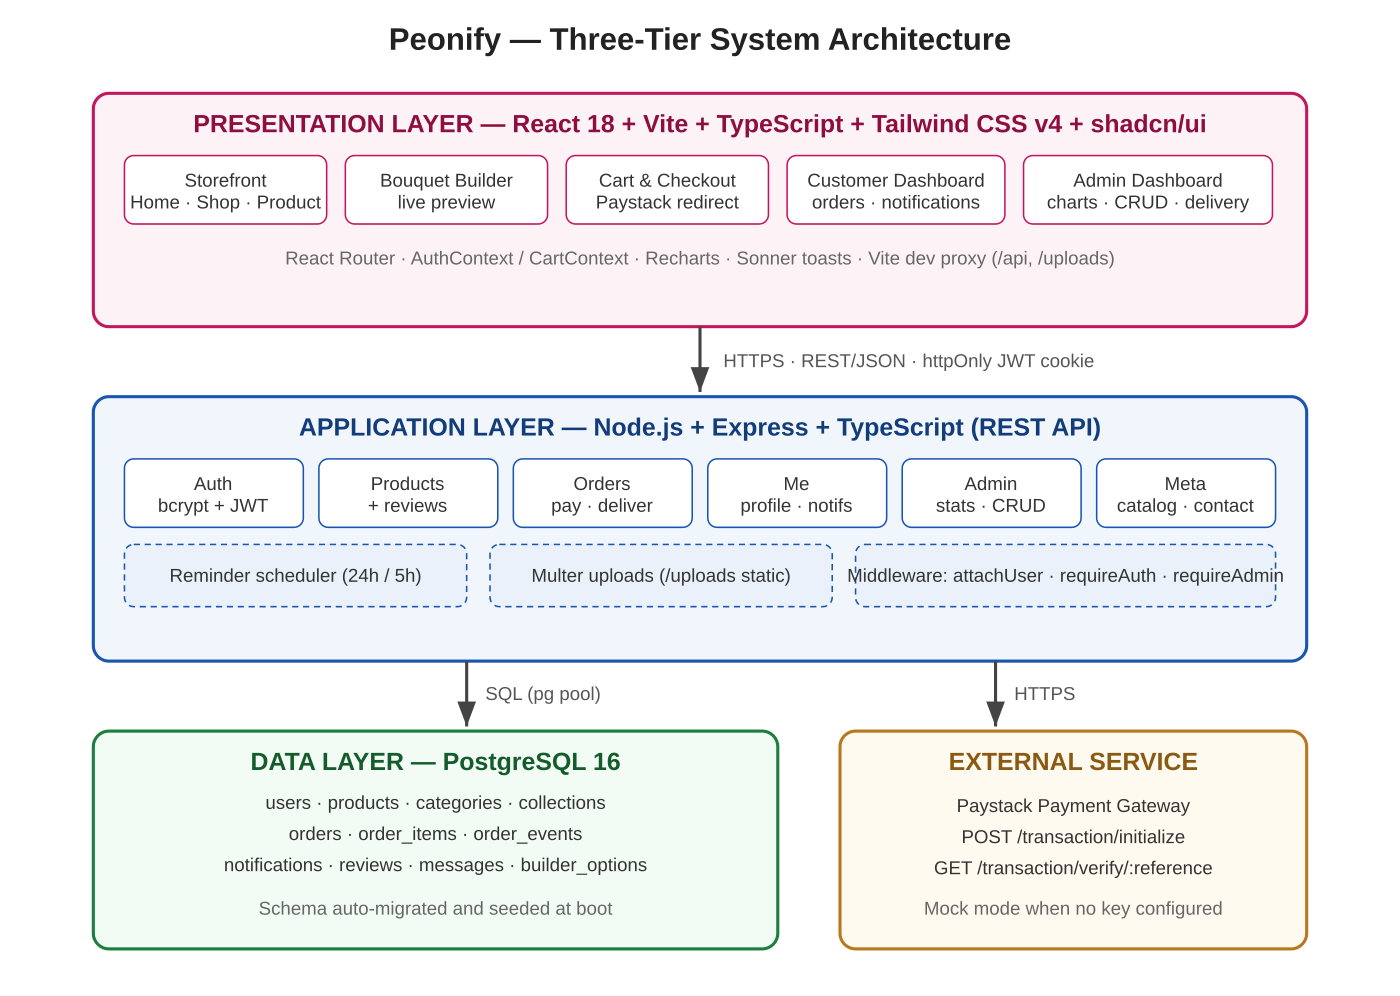 Peonify — Three-Tier System Architecture
PRESENTATION LAYER — React 18 + Vite + TypeScript + Tailwind CSS v4 + shadcn/ui
Storefront
Home · Shop · Product
Bouquet Builder
live preview
Cart & Checkout
Paystack redirect
Customer Dashboard
orders · notifications
Admin Dashboard
charts · CRUD · delivery
React Router · AuthContext / CartContext · Recharts · Sonner toasts · Vite dev proxy (/api, /uploads)
HTTPS · REST/JSON · httpOnly JWT cookie
APPLICATION LAYER — Node.js + Express + TypeScript (REST API)
Auth
bcrypt + JWT
Products
+ reviews
Orders
pay · deliver
Me
profile · notifs
Admin
stats · CRUD
Meta
catalog · contact
Reminder scheduler (24h / 5h)
Multer uploads (/uploads static)
Middleware: attachUser · requireAuth · requireAdmin
SQL (pg pool)
HTTPS
DATA LAYER — PostgreSQL 16
users · products · categories · collections
orders · order_items · order_events
notifications · reviews · messages · builder_options
Schema auto-migrated and seeded at boot
EXTERNAL SERVICE
Paystack Payment Gateway
POST /transaction/initialize
GET /transaction/verify/:reference
Mock mode when no key configured